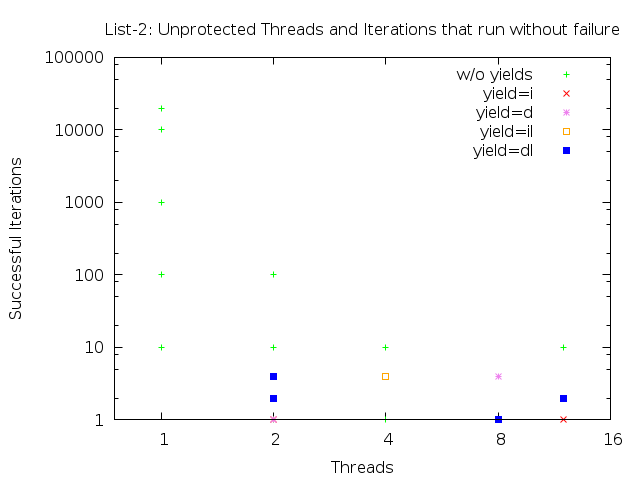 List-2: Unprotected Threads and Iterations that run without failure
100000
10000
1000
100
10
1
Successful Iterations
w/o yields
yield=i
yield=d
yield=il
yield=dl
1 2 4 8 16
Threads